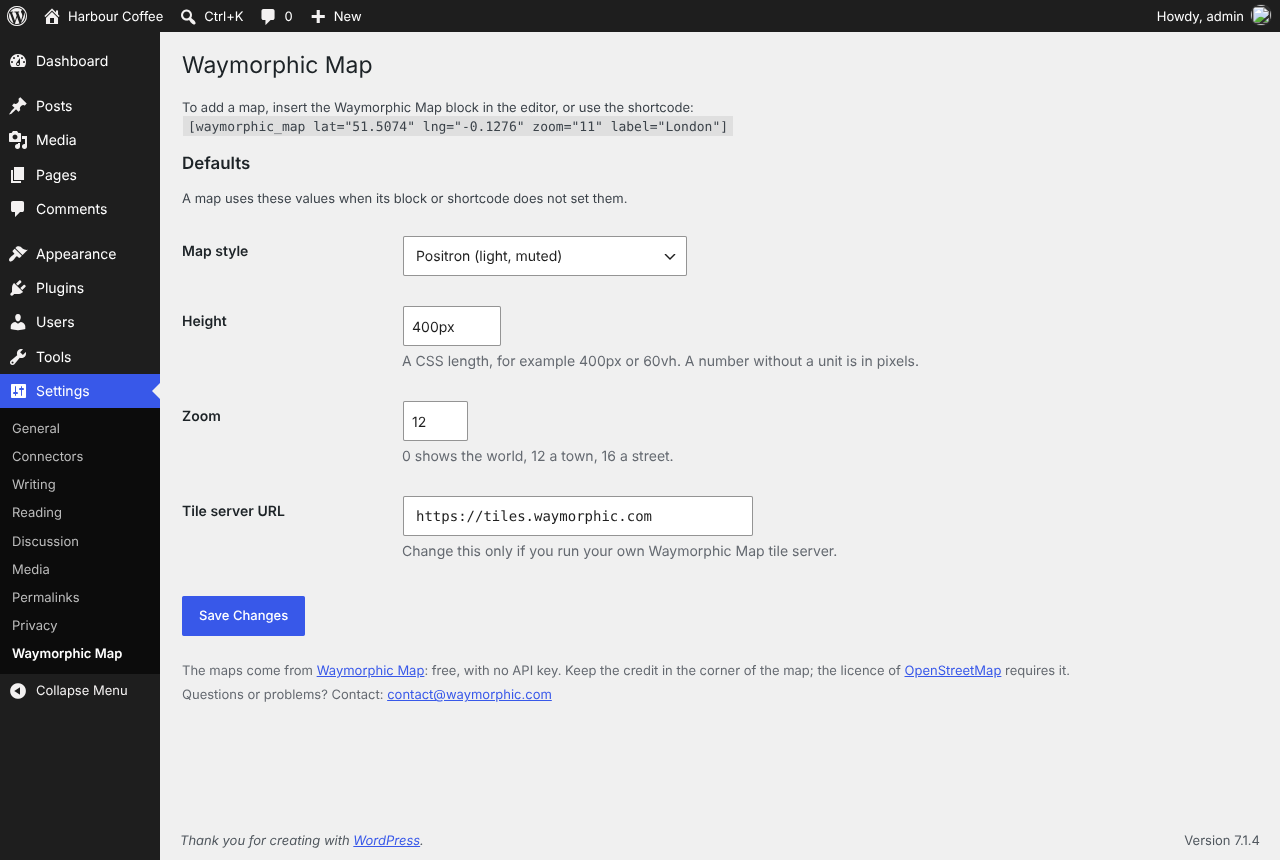 Harbour Coffee
Ctrl+K
0
New
Howdy, admin
Dashboard
Posts
Media
Pages
Comments
Appearance
Plugins
Users
Tools
Settings
General
Connectors
Writing
Reading
Discussion
Media
Permalinks
Privacy
Waymorphic Map
Collapse Menu
Waymorphic Map
To add a map, insert the Waymorphic Map block in the editor, or use the shortcode:
[waymorphic_map lat="51.5074" lng="-0.1276" zoom="11" label="London"]
Defaults
A map uses these values when its block or shortcode does not set them.
Map style
Positron (light, muted)
Height
400px
A CSS length, for example 400px or 60vh. A number without a unit is in pixels.
Zoom
12
0 shows the world, 12 a town, 16 a street.
Tile server URL
https://tiles.waymorphic.com
Change this only if you run your own Waymorphic Map tile server.
Save Changes
The maps come from Waymorphic Map: free, with no API key. Keep the credit in the corner of the map; the licence of OpenStreetMap requires it.
Questions or problems? Contact: contact@waymorphic.com
Thank you for creating with WordPress.
Version 7.1.4